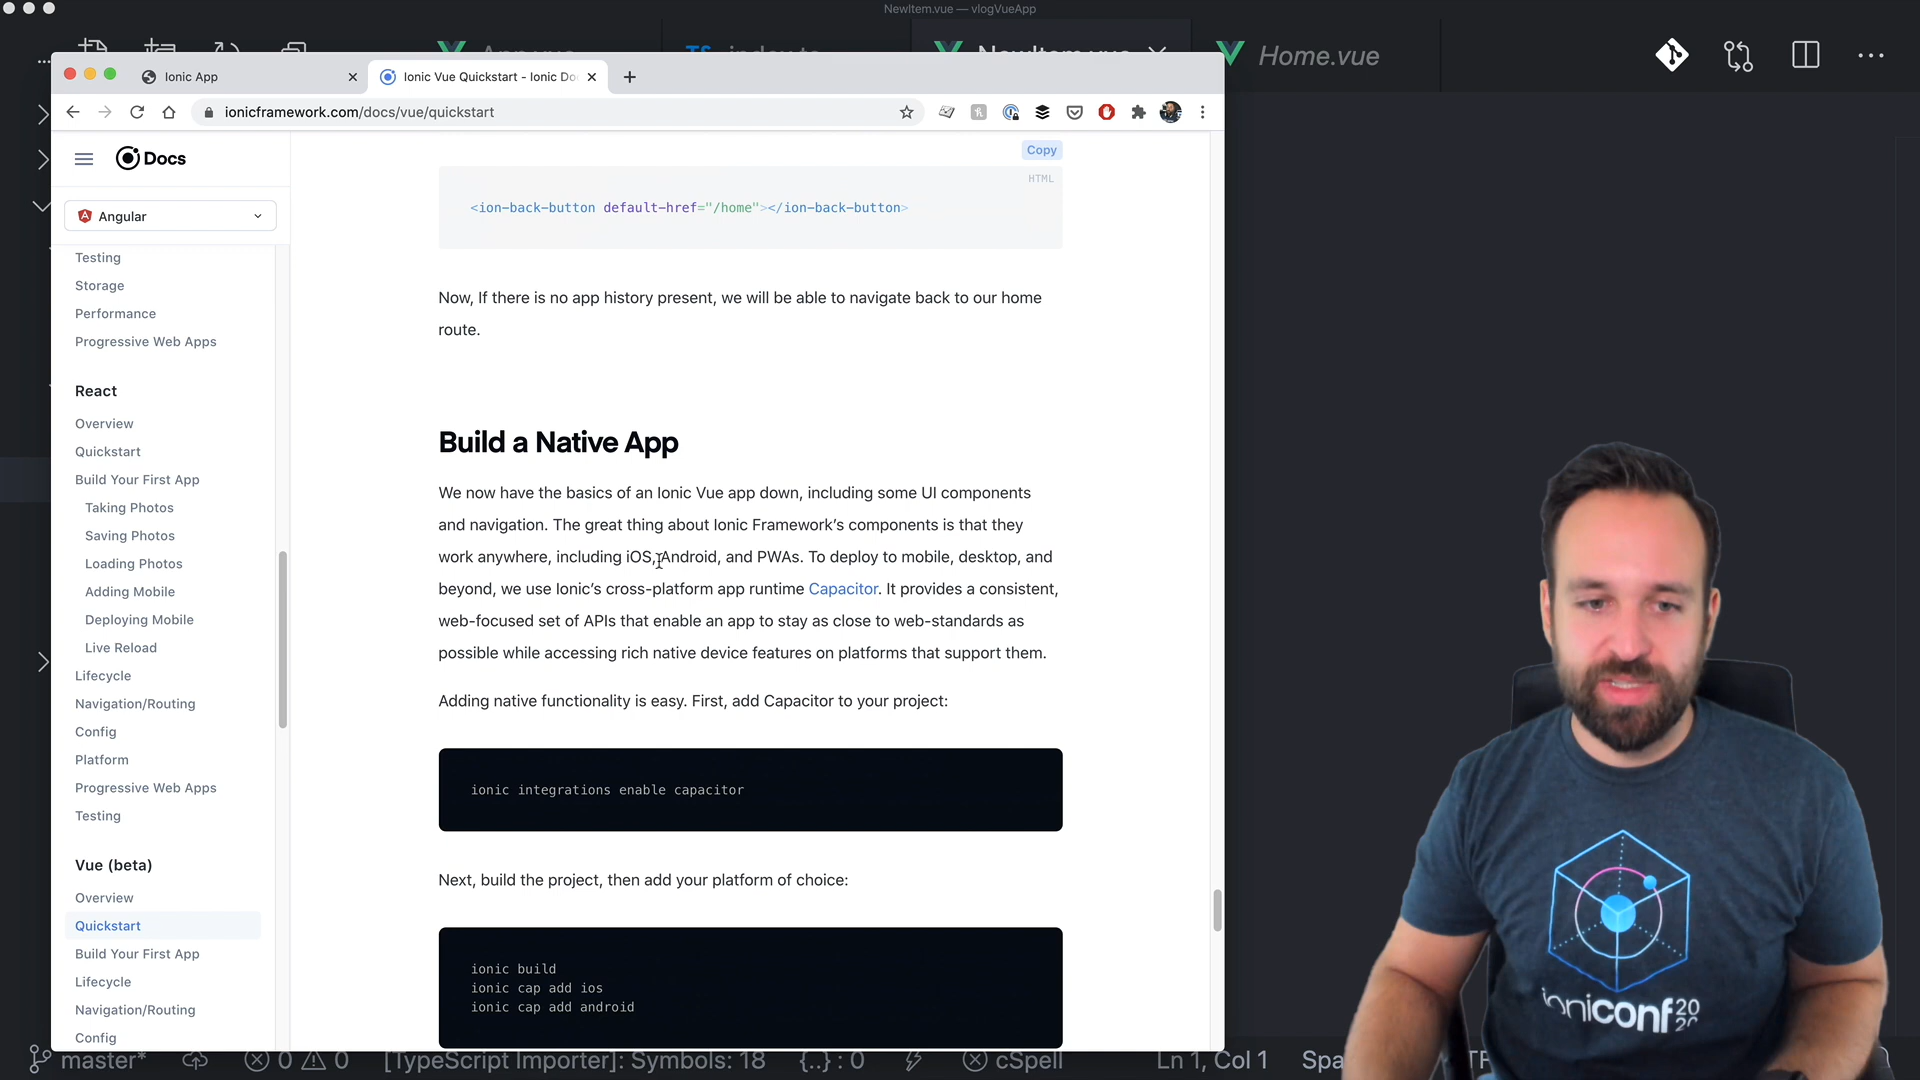 NewItem.vue — vlogVueApp
App.vue
TS index.ts
NewItem.vue
Home.vue
Ionic App
Ionic Vue Quickstart - Ionic Do
ionicframework.com/docs/vue/quickstart
Docs
Angular
Testing
Storage
Performance
Progressive Web Apps
React
Overview
Quickstart
Build Your First App
Taking Photos
Saving Photos
Loading Photos
Adding Mobile
Deploying Mobile
Live Reload
Lifecycle
Navigation/Routing
Config
Platform
Progressive Web Apps
Testing
Vue (beta)
Overview
Quickstart
Build Your First App
Lifecycle
Navigation/Routing
Config
Copy
HTML
<ion-back-button default-href="/home"></ion-back-button>
Now, If there is no app history present, we will be able to navigate back to our home
route.
Build a Native App
We now have the basics of an Ionic Vue app down, including some UI components
and navigation. The great thing about Ionic Framework’s components is that they
work anywhere, including iOS, Android, and PWAs. To deploy to mobile, desktop, and
beyond, we use Ionic’s cross-platform app runtime Capacitor. It provides a consistent,
web-focused set of APIs that enable an app to stay as close to web-standards as
possible while accessing rich native device features on platforms that support them.
Adding native functionality is easy. First, add Capacitor to your project:
ionic integrations enable capacitor
Next, build the project, then add your platform of choice:
ionic build
ionic cap add ios
ionic cap add android
ioniconf 2020
master* 0 0 [TypeScript Importer]: Symbols: 18 {..} : 0 cSpell Ln 1, Col 1